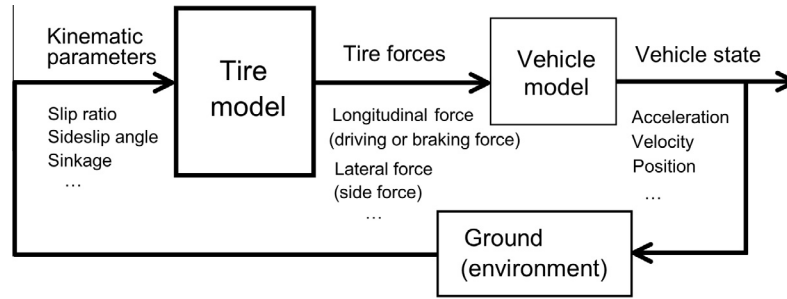 Kinematic
parameters
Slip ratio
Sideslip angle
Sinkage
…
Tire
model
Tire forces
Longitudinal force
(driving or braking force)
Lateral force
(side force)
…
Vehicle
model
Vehicle state
Acceleration
Velocity
Position
…
Ground
(environment)